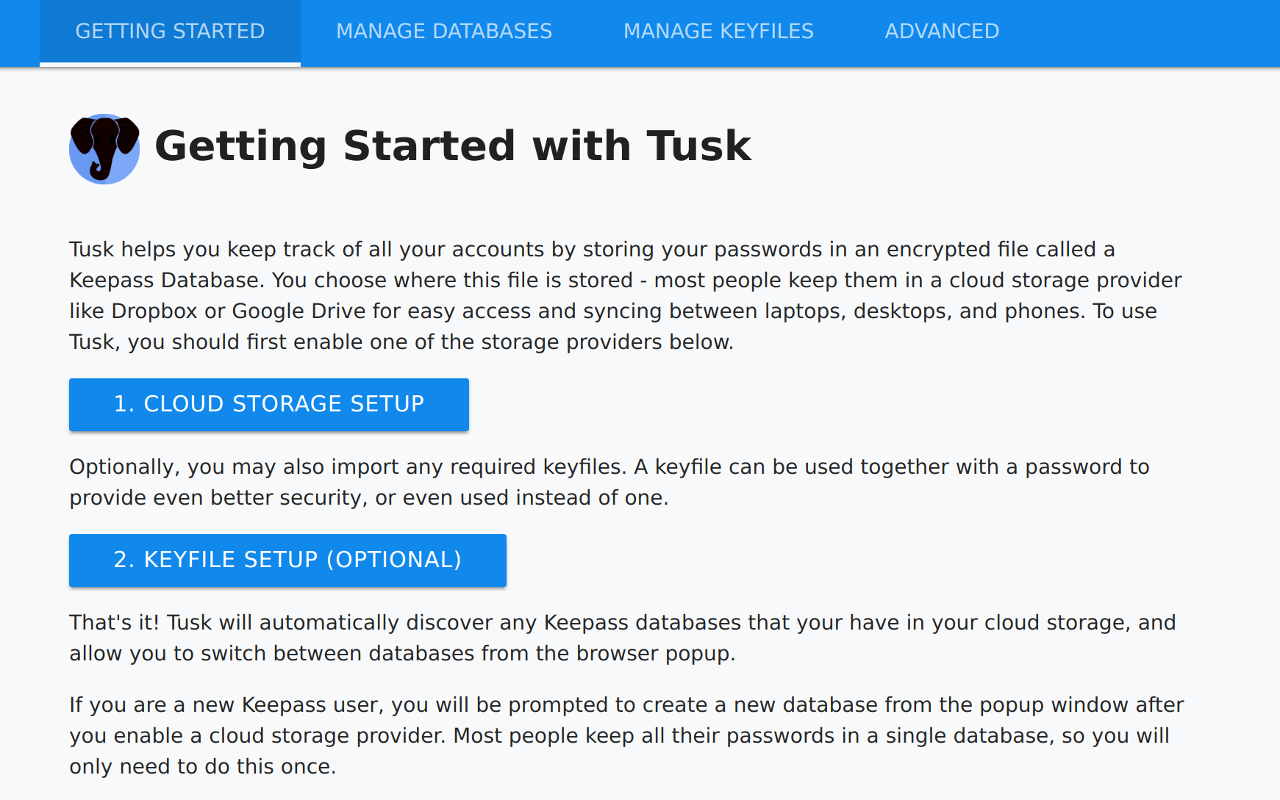 GETTING STARTED
MANAGE DATABASES
MANAGE KEYFILES
ADVANCED
Getting Started with Tusk
Tusk helps you keep track of all your accounts by storing your passwords in an encrypted file called a
Keepass Database. You choose where this file is stored - most people keep them in a cloud storage provider
like Dropbox or Google Drive for easy access and syncing between laptops, desktops, and phones. To use
Tusk, you should first enable one of the storage providers below.
1. CLOUD STORAGE SETUP
Optionally, you may also import any required keyfiles. A keyfile can be used together with a password to
provide even better security, or even used instead of one.
2. KEYFILE SETUP (OPTIONAL)
That's it! Tusk will automatically discover any Keepass databases that your have in your cloud storage, and
allow you to switch between databases from the browser popup.
If you are a new Keepass user, you will be prompted to create a new database from the popup window after
you enable a cloud storage provider. Most people keep all their passwords in a single database, so you will
only need to do this once.